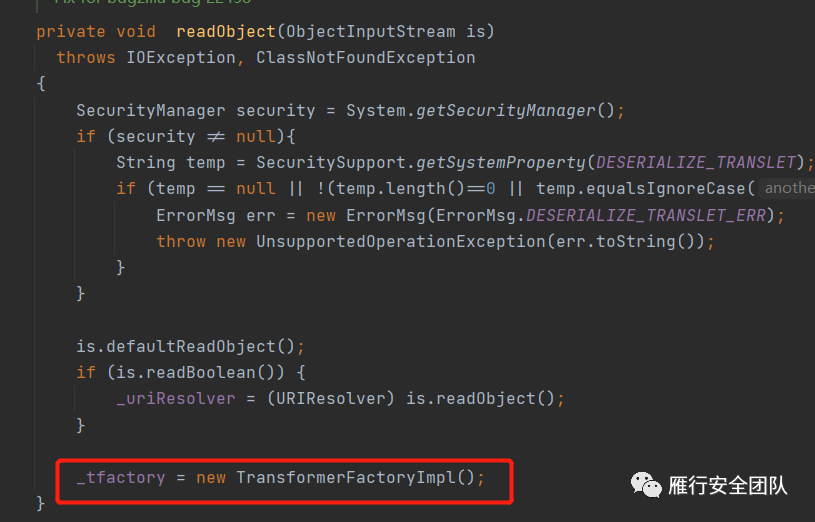 private void readObject(ObjectInputStream is)
throws IOException, ClassNotFoundException
{
SecurityManager security = System.getSecurityManager();
if (security ≠ null){
String temp = SecuritySupport.getSystemProperty(DESERIALIZE_TRANSLET);
if (temp == null || !(temp.length()==0 || temp.equalsIgnoreCase( anothe
ErrorMsg err = new ErrorMsg(ErrorMsg.DESERIALIZE_TRANSLET_ERR);
throw new UnsupportedOperationException(err.toString());
}
}
is.defaultReadObject();
if (is.readBoolean()) {
_uriResolver = (URIResolver) is.readObject();
}
_tfactory = new TransformerFactoryImpl();
雁行安全团队
}